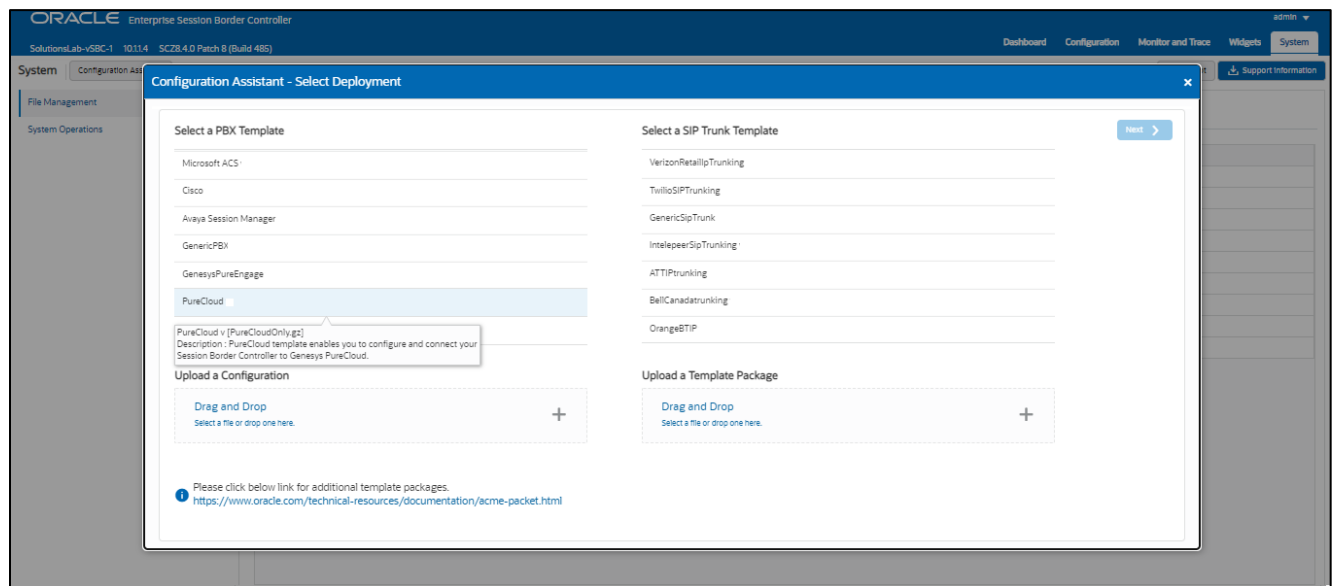 ORACLE Enterprise Session Border Controller
admin
SolutionsLab-vSBC-1 10.1.1.4 SCZ8.4.0 Patch 8 (Build 485)
Dashboard Configuration Monitor and Trace Widgets System
System Configuration Ass
t Support Information
File Management
System Operations
Configuration Assistant - Select Deployment
Select a PBX Template
Microsoft ACS
Cisco
Avaya Session Manager
GenericPBX
GenesysPureEngage
PureCloud
PureCloud v [PureCloudOnly.gz]
Description : PureCloud template enables you to configure and connect your
Session Border Controller to Genesys PureCloud.
Select a SIP Trunk Template
Next
VerizonRetailIpTrunking
TwilioSIPTrunking
GenericSipTrunk
IntelepeerSipTrunking
ATTIPtrunking
BellCanadatrunking
OrangeBTIP
Upload a Configuration
Drag and Drop
Select a file or drop one here.
Upload a Template Package
Drag and Drop
Select a file or drop one here.
Please click below link for additional template packages.
https://www.oracle.com/technical-resources/documentation/acme-packet.html